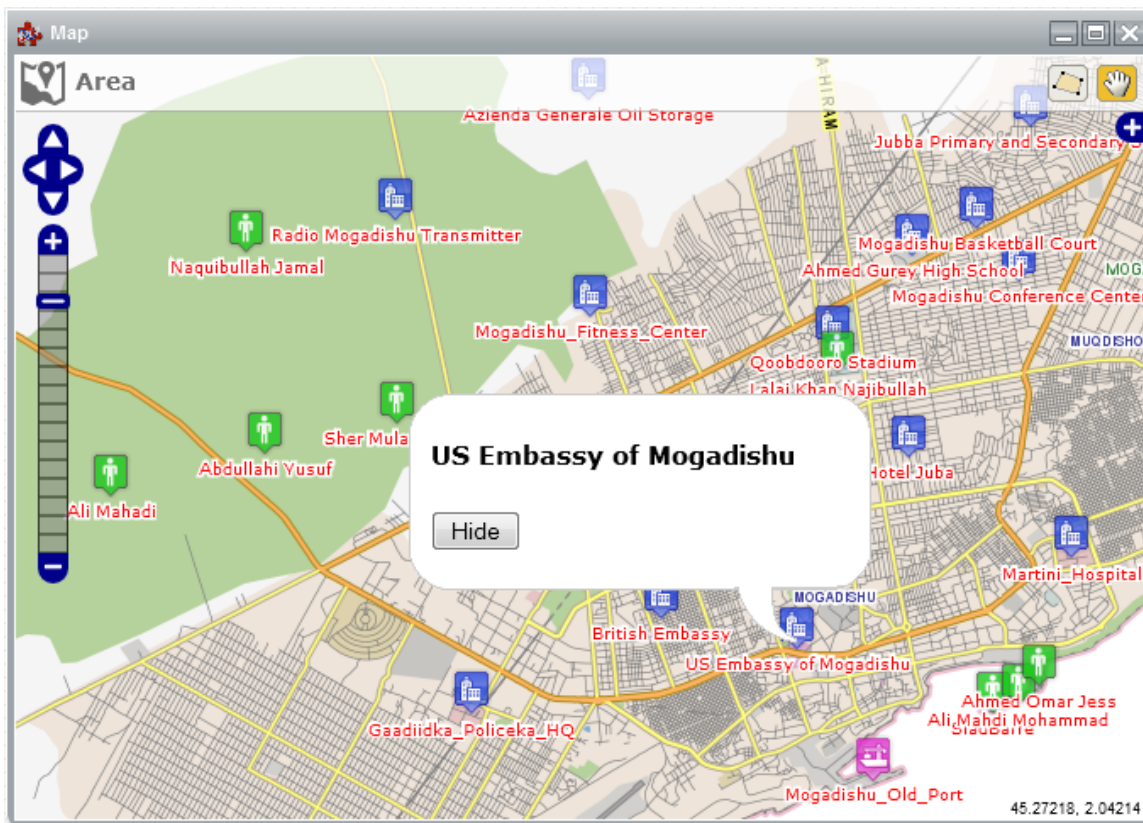 Map
Area
A-HIRAM
Azienda Generale Oil Storage
Jubba Primary and Secondary
Radio Mogadishu Transmitter
Naquibullah Jamal
Mogadishu Basketball Court
Ahmed Gurey High School
MOG
Mogadishu Conference Center
Mogadishu_Fitness_Center
MUQDISHO
Qoobdooro Stadium
Lalai Khan Najibullah
Sher Mula
Abdullahi Yusuf
US Embassy of Mogadishu
Hotel Juba
Ali Mahadi
Hide
Martini_Hospital
MOGADISHU
British Embassy
US Embassy of Mogadishu
Ahmed Omar Jess
Ali Mahdi Mohammad
SiadBarre
Gaadiidka_Policeka_HQ
Mogadishu_Old_Port
45.27218, 2.04214